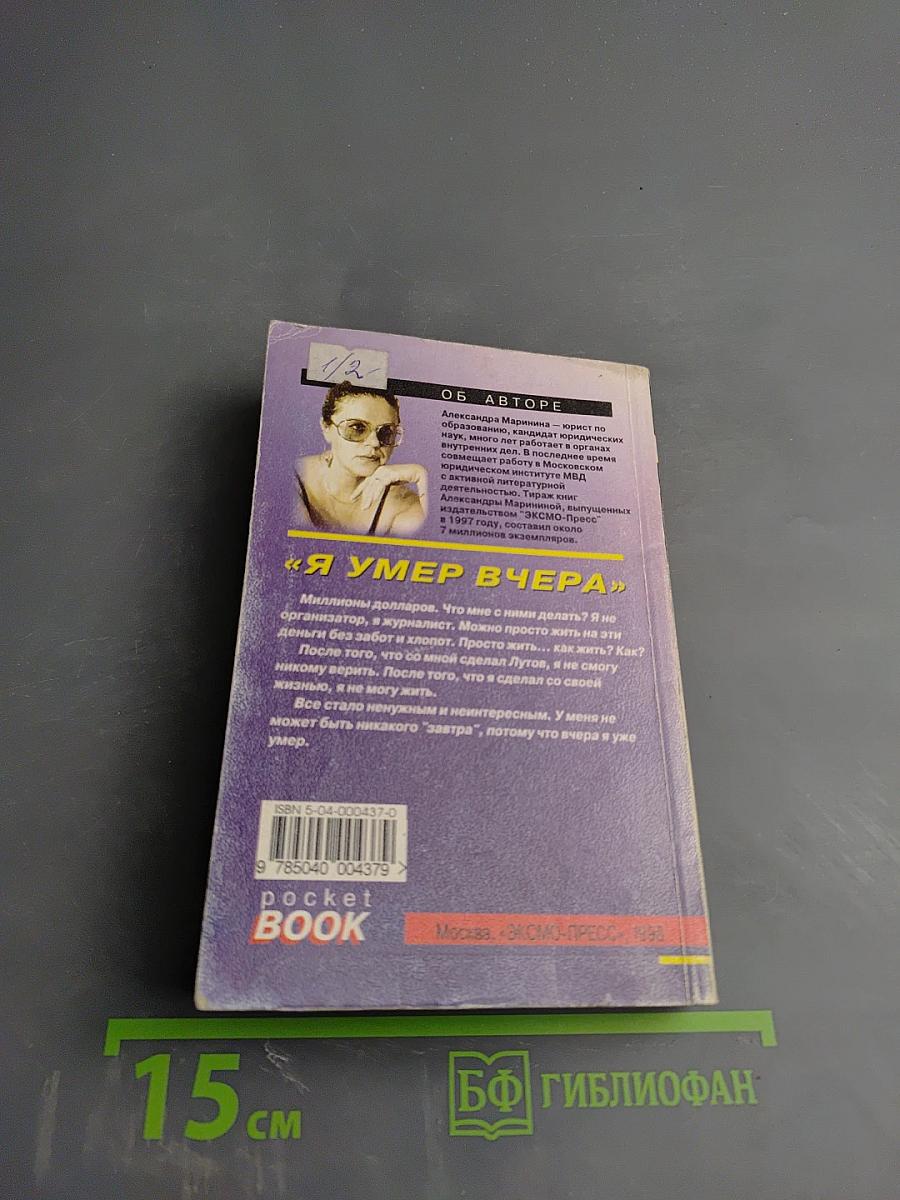 1/2
ОБ АВТОРЕ
Александра Маринина — юрист по
образованию, кандидат юридических
наук, много лет работает в органах
внутренних дел. В последнее время
совмещает работу в Московском
юридическом институте МВД
с активной литературной
деятельностью. Тираж книг
Александры Марининой, выпущенных
издательством "ЭКСМО-Пресс"
в 1997 году, составил около
7 миллионов экземпляров.
«Я УМЕР ВЧЕРА»
Миллионы долларов. Что мне с ними делать? Я не
организатор, я журналист. Можно просто жить на эти
деньги без забот и хлопот. Просто жить... как жить? Как?
После того, что со мной сделал Лутов, я не смогу
никому верить. После того, что я сделал со своей
жизнью, я не могу жить.
Все стало ненужным и неинтересным. У меня не
может быть никакого "завтра", потому что вчера я уже
умер.
ISBN 5-04-000437-0
9 785040 004379 >
pocket
BOOK
Москва. «ЭКСМО-ПРЕСС». 1998
15 см
БФ ГИБЛИОФАН